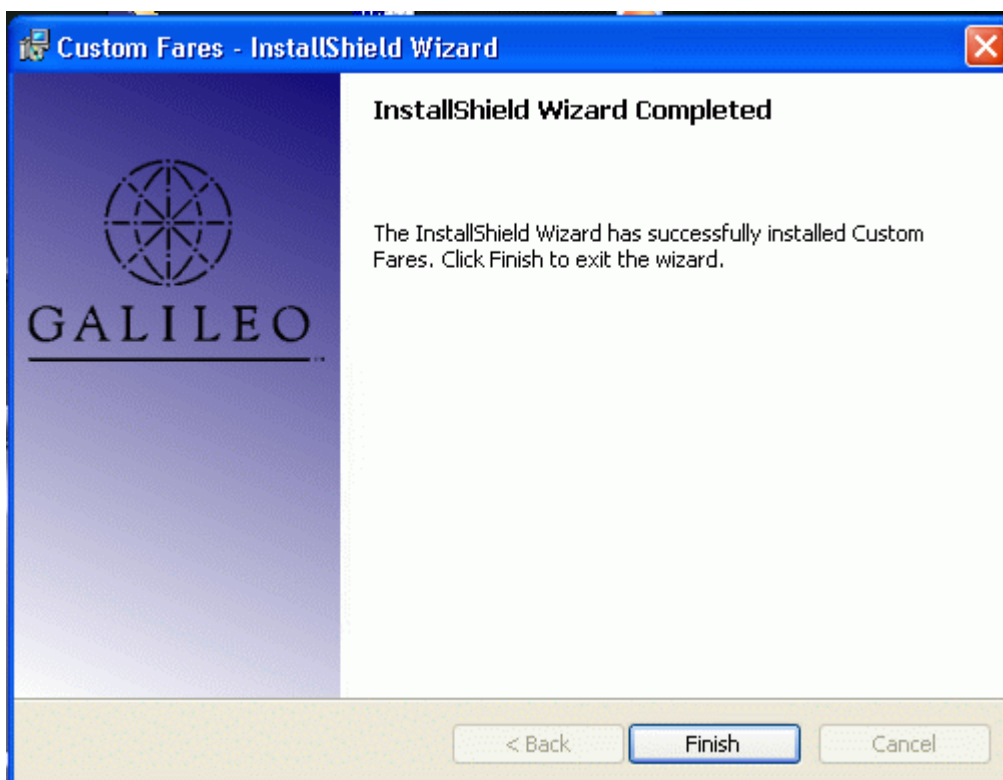 Custom Fares - InstallShield Wizard
InstallShield Wizard Completed
The InstallShield Wizard has successfully installed Custom
Fares. Click Finish to exit the wizard.
GALILEO
< Back
Finish
Cancel